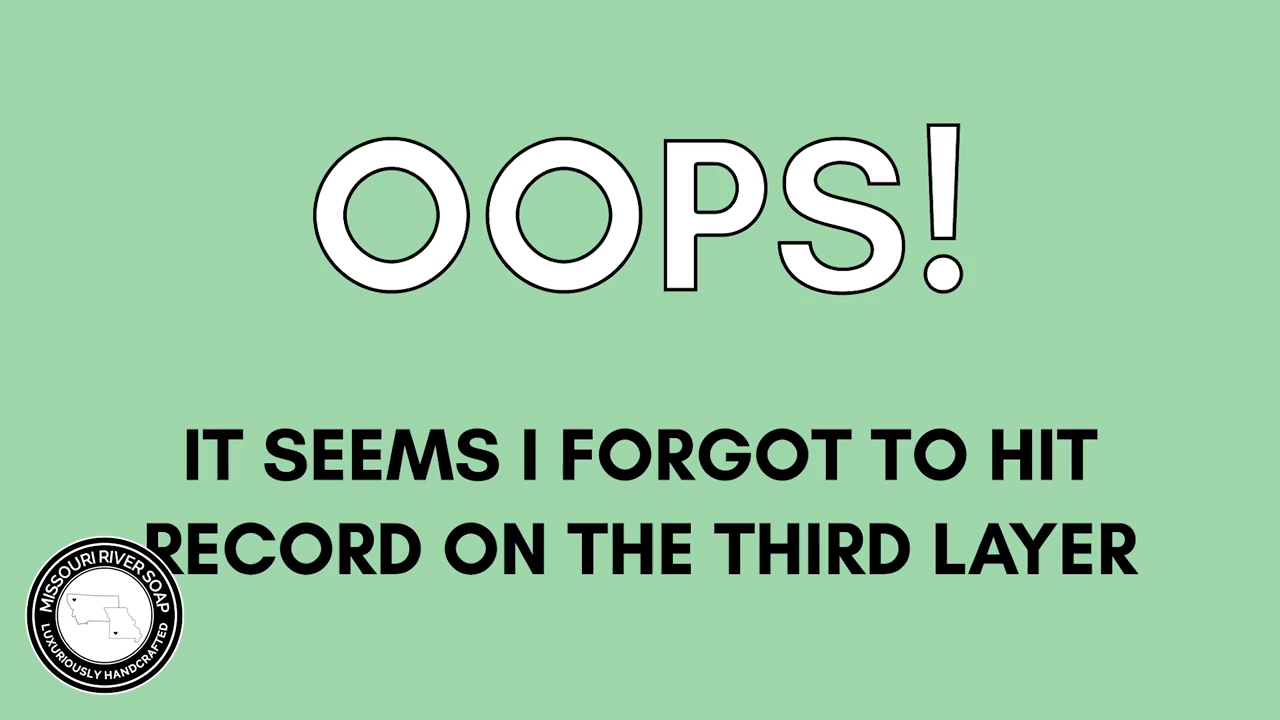 OOPS!
IT SEEMS I FORGOT TO HIT
RECORD ON THE THIRD LAYER
MISSOURI RIVER SOAP
LUXURIOUSLY HANDCRAFTED